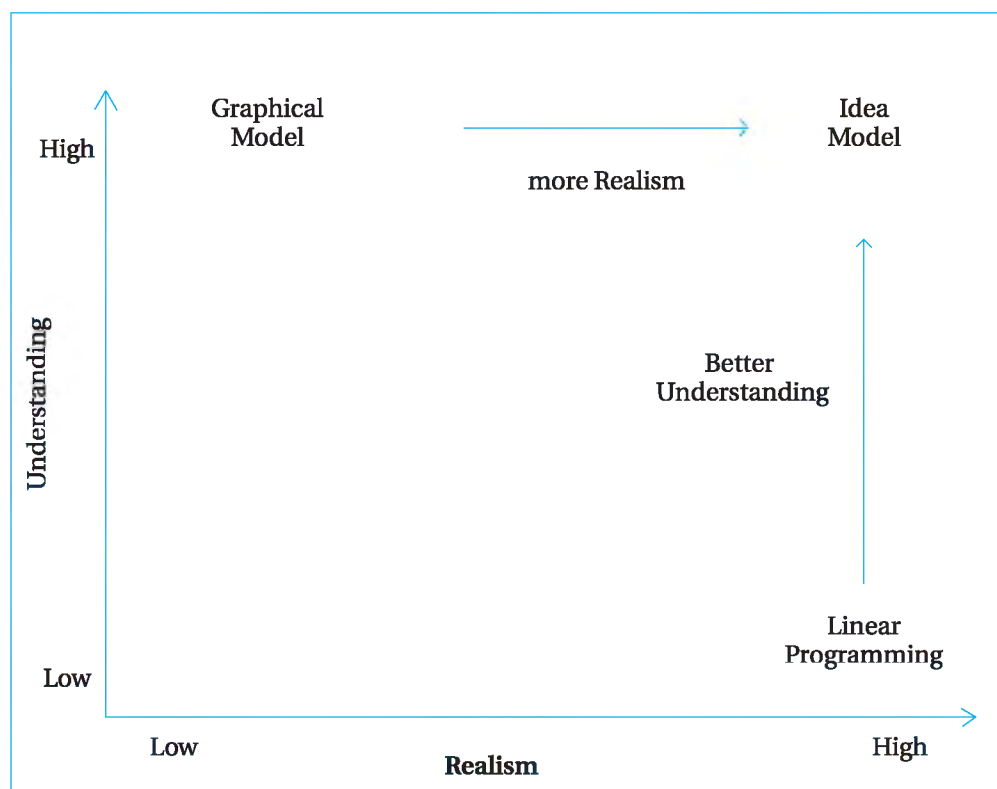 Graphical
Model
Idea
Model
High
more Realism
Understanding
Better
Understanding
Linear
Programming
Low
Low
High
Realism